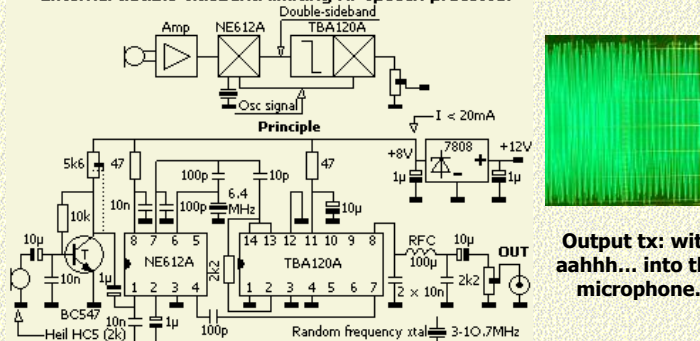 Double-sideband
Amp NE612A TBA120A
Osc signal
Principle
I < 20mA
+8V 7808 +12V
1µ 1µ
5k6 47 100p 10p 47
10n 100p 6.4 MHz 10µ
10k
10µ
T
8 7 6 5
NE612A
1 2 3 4
2k2
14 13 12 11 10 9 8
TBA120A
1 2 3 4 5 6 7
RFC
100µ
10µ
OUT
2k2
2 × 10n
10n
1µ
BC547
Heil HC5 (2k)
10n 1µ 100p
Random frequency xtal 3-10.7MHz
Output tx: wit
aahhh... into th
microphone.